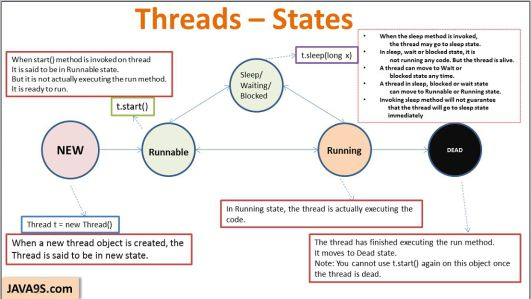 Threads – States
When start() method is invoked on thread
It is said to be in Runnable state.
But it is not actually executing the run method.
It is ready to run.
t.start()
Sleep/
Waiting/
Blocked
t.sleep(long x)
• When the sleep method is invoked,
the thread may go to sleep state.
• In sleep, wait or blocked state, it is
not running any code. But the thread is alive.
• A thread can move to Wait or
blocked state any time.
• A thread in sleep, blocked or wait state
can move to Runnable or Running state.
• Invoking sleep method will not guarantee
that the thread will go to sleep state
immediately
NEW
Runnable
Running
DEAD
Thread t = new Thread()
When a new thread object is created, the
Thread is said to be in new state.
In Running state, the thread is actually executing the
code.
The thread has finished executing the run method.
It moves to Dead state.
Note: You cannot use t.start() again on this object once
the thread is dead.
JAVA9S.com